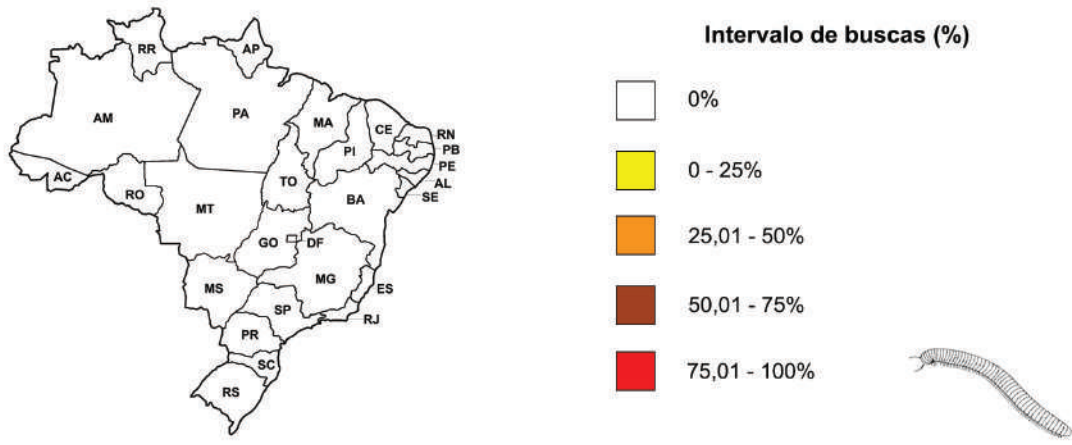 RR
AP
AM
PA
MA
CE
RN
PB
PI
PE
AC
TO
AL
RO
SE
BA
MT
GO
DF
MG
MS
ES
SP
RJ
PR
SC
RS
Intervalo de buscas (%)
0%
0 - 25%
25,01 - 50%
50,01 - 75%
75,01 - 100%